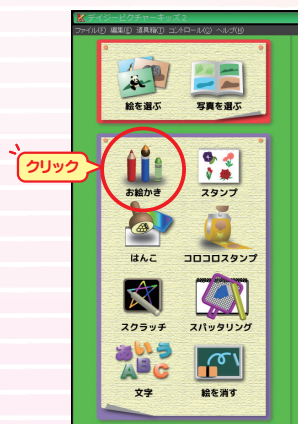 デイジーピクチャーキッズ2
ファイル(F) 編集(E) 道具箱(T) コントロール(C) ヘルプ(H)
絵を選ぶ 写真を選ぶ
クリック
お絵かき スタンプ
はんこ コロコロスタンプ
スクラッチ スパッタリング
あいう
ABC
文字 絵を消す